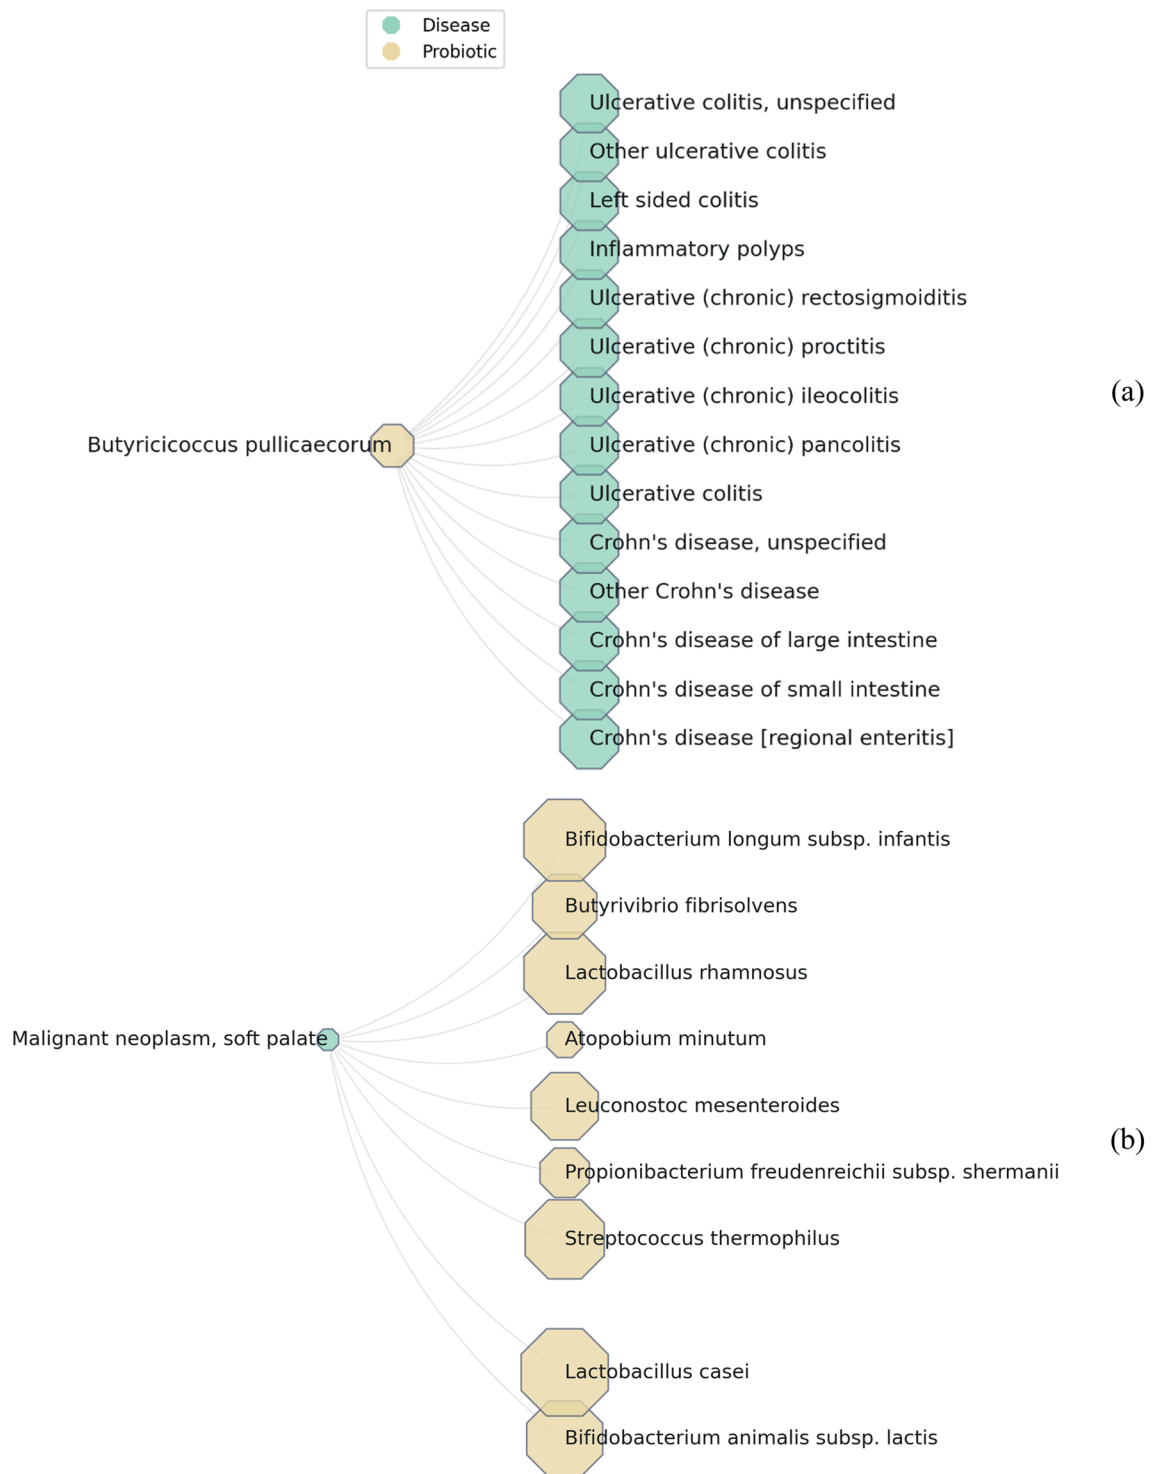 Disease
Probiotic
Ulcerative colitis, unspecified
Other ulcerative colitis
Left sided colitis
Inflammatory polyps
Ulcerative (chronic) rectosigmoiditis
Ulcerative (chronic) proctitis
(a)
Ulcerative (chronic) ileocolitis
Butyricicoccus pullicaecorum
Ulcerative (chronic) pancolitis
Ulcerative colitis
Crohn's disease, unspecified
Other Crohn's disease
Crohn's disease of large intestine
Crohn's disease of small intestine
Crohn's disease [regional enteritis]
Bifidobacterium longum subsp. infantis
Butyrivibrio fibrisolvens
Lactobacillus rhamnosus
Malignant neoplasm, soft palate
Atopobium minutum
Leuconostoc mesenteroides
(b)
Propionibacterium freudenreichii subsp. shermanii
Streptococcus thermophilus
Lactobacillus casei
Bifidobacterium animalis subsp. lactis